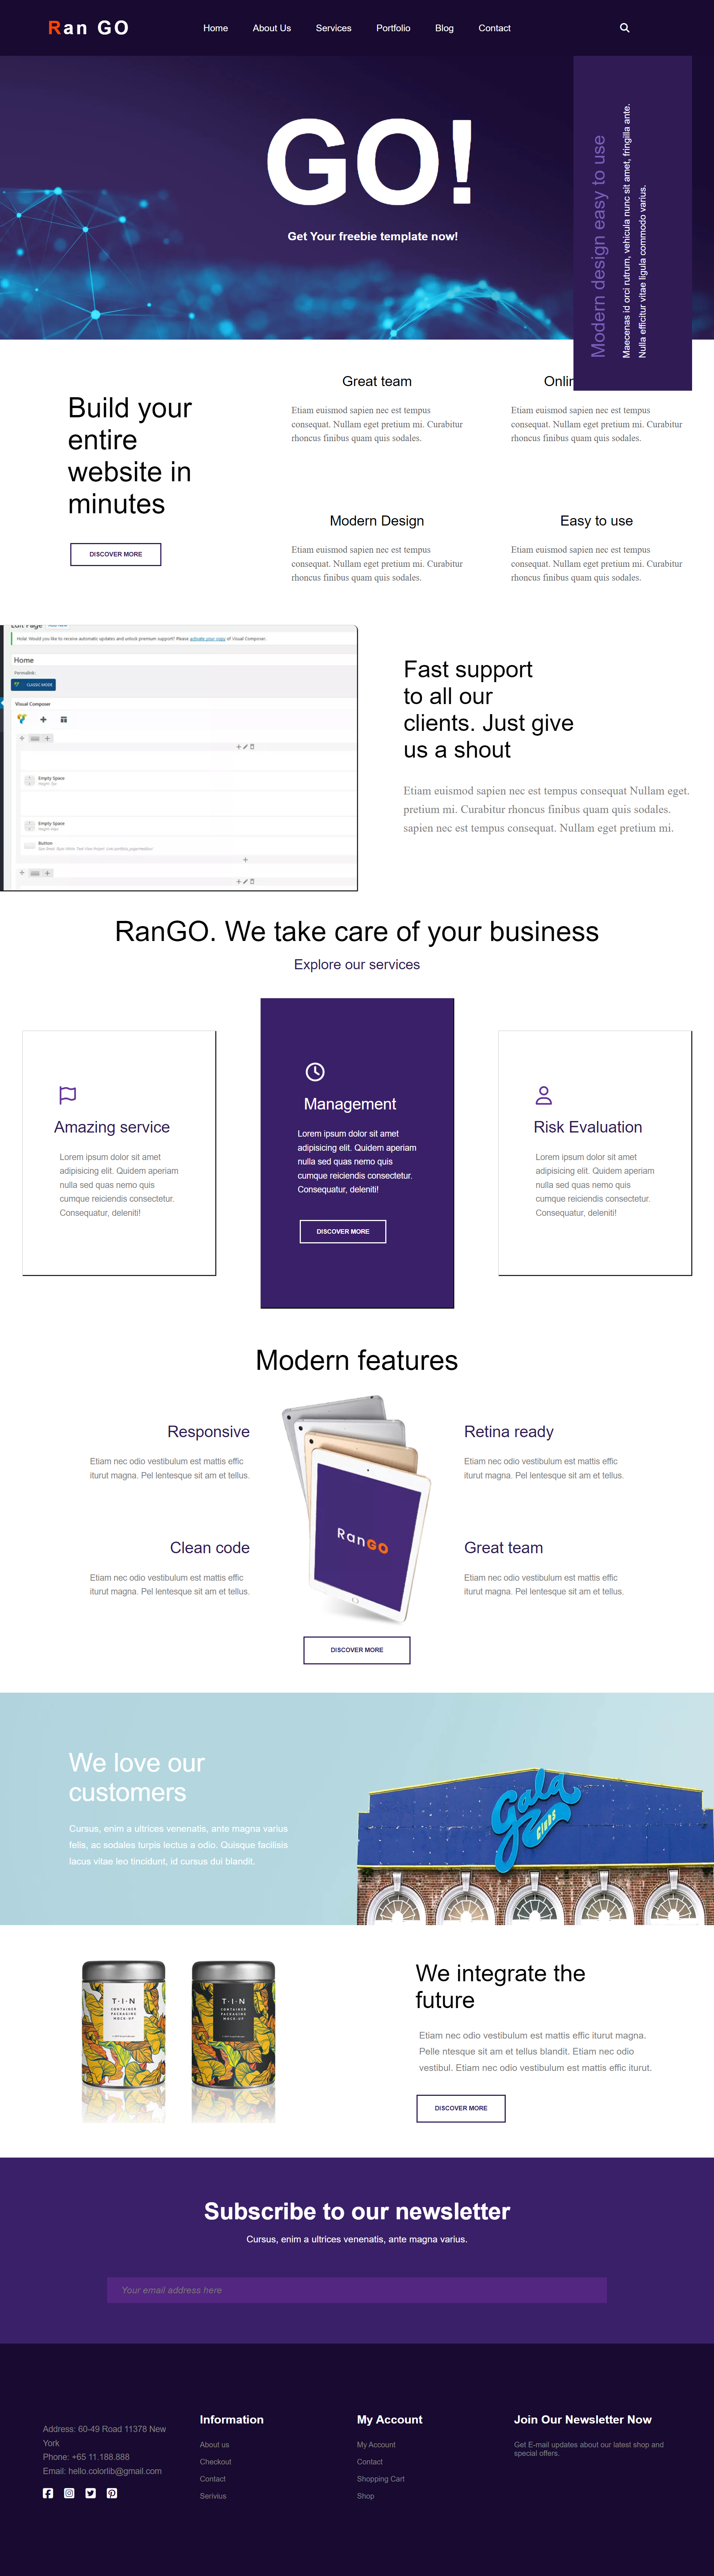 Ran GO
Home
About Us
Services
Portfolio
Blog
Contact
GO!
Get Your freebie template now!
Modern design easy to use
Maecenas id orci rutrum, vehicula nunc sit amet, fringilla ante.
Nulla efficitur vitae ligula commodo varius.
Build your
entire
website in
minutes
DISCOVER MORE
Great team
Etiam euismod sapien nec est tempus
consequat. Nullam eget pretium mi. Curabitur
rhoncus finibus quam quis sodales.
Etiam euismod sapien nec est tempus
consequat. Nullam eget pretium mi. Curabitur
rhoncus finibus quam quis sodales.
Modern Design
Etiam euismod sapien nec est tempus
consequat. Nullam eget pretium mi. Curabitur
rhoncus finibus quam quis sodales.
Easy to use
Etiam euismod sapien nec est tempus
consequat. Nullam eget pretium mi. Curabitur
rhoncus finibus quam quis sodales.
Hola! Would you like to receive automatic updates and unlock premium support? Please activate your copy of Visual Composer.
Home
Permalink:
CLASSIC MODE
Visual Composer
Empty Space
Empty Space
Button
Fast support
to all our
clients. Just give
us a shout
Etiam euismod sapien nec est tempus consequat Nullam eget.
pretium mi. Curabitur rhoncus finibus quam quis sodales.
sapien nec est tempus consequat. Nullam eget pretium mi.
RanGO. We take care of your business
Explore our services
Amazing service
Lorem ipsum dolor sit amet
adipisicing elit. Quidem aperiam
nulla sed quas nemo quis
cumque reiciendis consectetur.
Consequatur, deleniti!
Management
Lorem ipsum dolor sit amet
adipisicing elit. Quidem aperiam
nulla sed quas nemo quis
cumque reiciendis consectetur.
Consequatur, deleniti!
DISCOVER MORE
Risk Evaluation
Lorem ipsum dolor sit amet
adipisicing elit. Quidem aperiam
nulla sed quas nemo quis
cumque reiciendis consectetur.
Consequatur, deleniti!
Modern features
Responsive
Etiam nec odio vestibulum est mattis effic
iturut magna. Pel lentesque sit am et tellus.
Clean code
Etiam nec odio vestibulum est mattis effic
iturut magna. Pel lentesque sit am et tellus.
RanGO
Retina ready
Etiam nec odio vestibulum est mattis effic
iturut magna. Pel lentesque sit am et tellus.
Great team
Etiam nec odio vestibulum est mattis effic
iturut magna. Pel lentesque sit am et tellus.
DISCOVER MORE
We love our
customers
Cursus, enim a ultrices venenatis, ante magna varius
felis, ac sodales turpis lectus a odio. Quisque facilisis
lacus vitae leo tincidunt, id cursus dui blandit.
Gala
CLUBS
T·I·N
CONTAINER
PACKAGING
MOCK-UP
T·I·N
CONTAINER
PACKAGING
MOCK-UP
We integrate the
future
Etiam nec odio vestibulum est mattis effic iturut magna.
Pelle ntesque sit am et tellus blandit. Etiam nec odio
vestibul. Etiam nec odio vestibulum est mattis effic iturut.
DISCOVER MORE
Subscribe to our newsletter
Cursus, enim a ultrices venenatis, ante magna varius.
Your email address here
Address: 60-49 Road 11378 New
York
Phone: +65 11.188.888
Email: hello.colorlib@gmail.com
Information
About us
Checkout
Contact
Serivius
My Account
My Account
Contact
Shopping Cart
Shop
Join Our Newsletter Now
Get E-mail updates about our latest shop and
special offers.